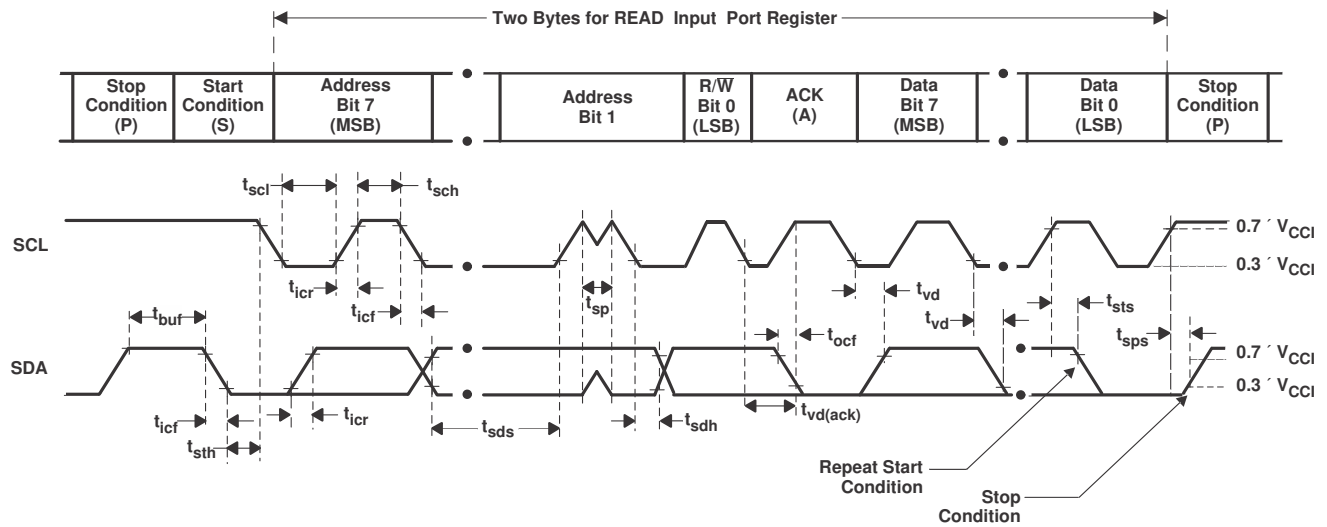 Two Bytes for READ Input Port Register
Stop
Condition
(P)
Start
Condition
(S)
Address
Bit 7
(MSB)
Address
Bit 1
R/W̅
Bit 0
(LSB)
ACK
(A)
Data
Bit 7
(MSB)
Data
Bit 0
(LSB)
Stop
Condition
(P)
tscl
tsch
SCL
0.7 ´ VCCI
0.3 ´ VCCI
ticr
ticf
tbuf
tsp
tvd
tvd
tsts
tocf
tsps
SDA
0.7 ´ VCCI
0.3 ´ VCCI
ticf
ticr
tsth
tsds
tsdh
tvd(ack)
Repeat Start
Condition
Stop
Condition